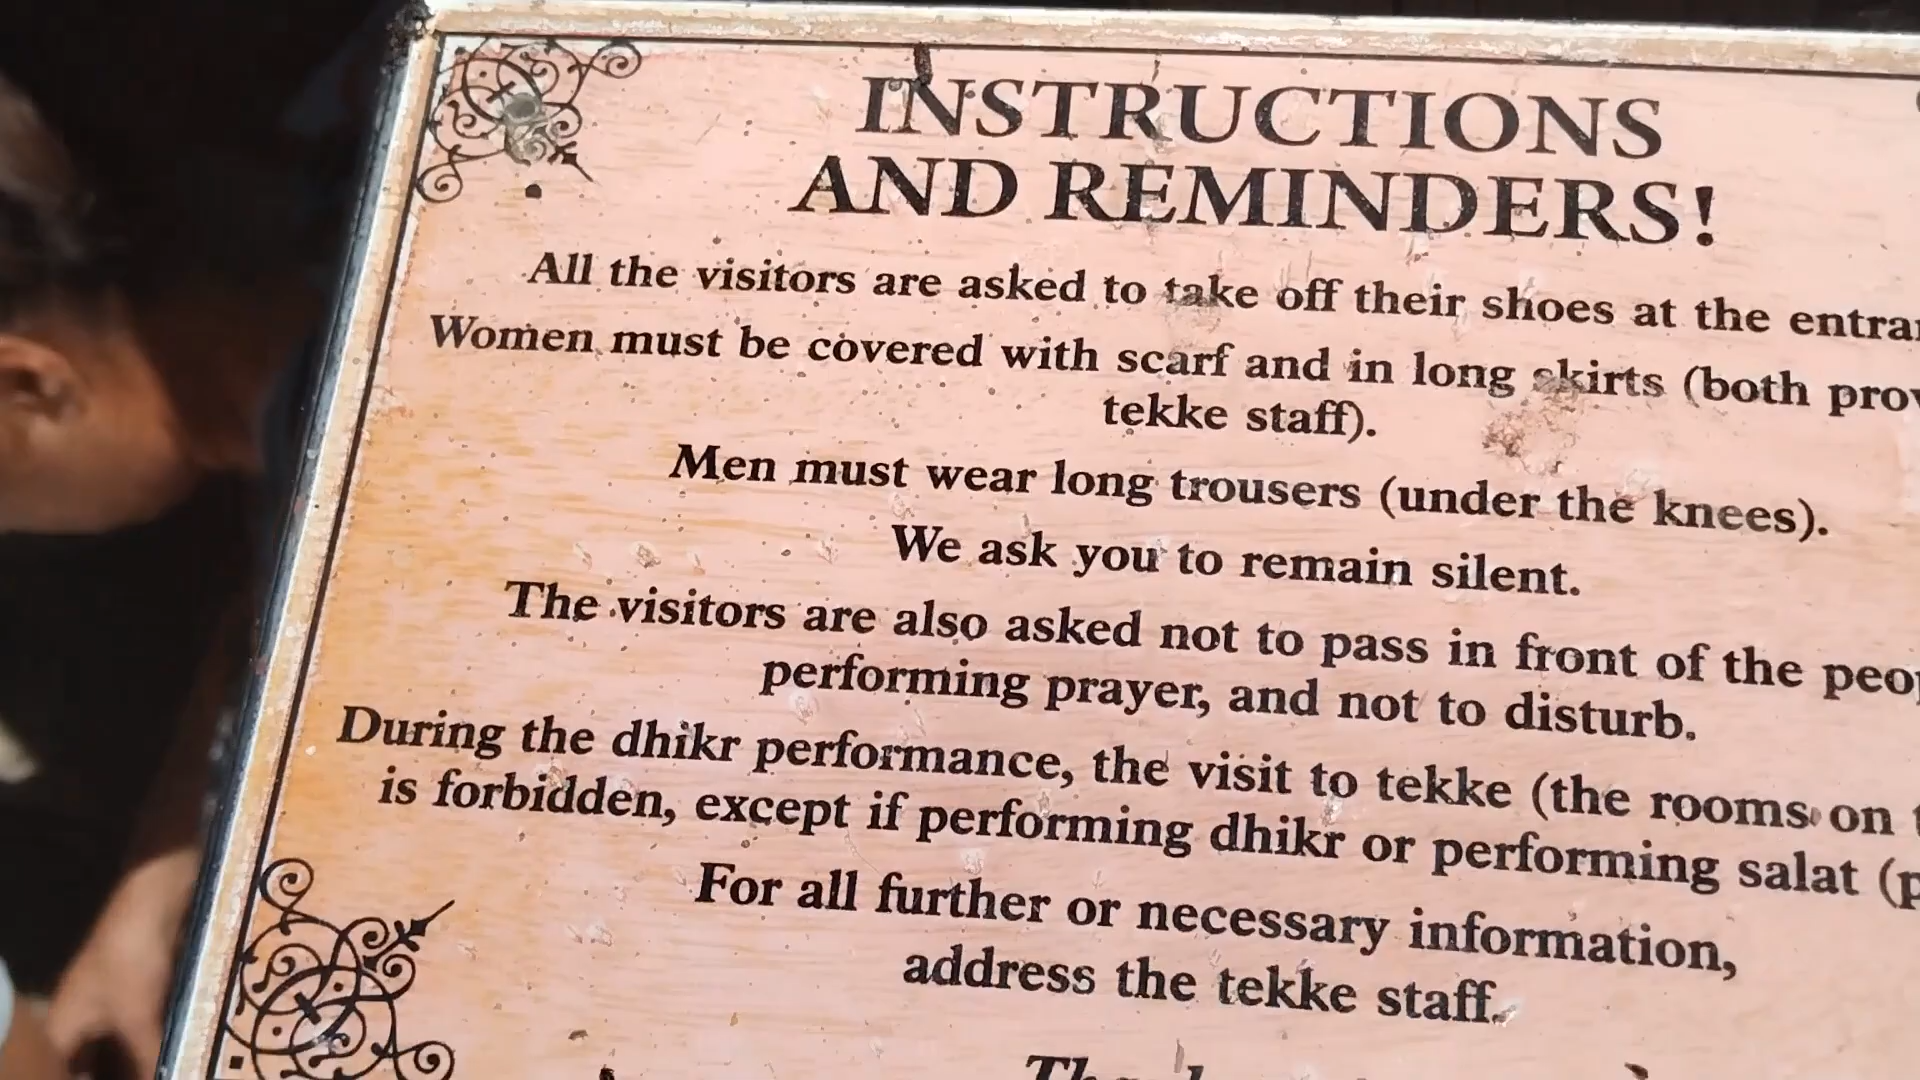 INSTRUCTIONS
AND REMINDERS!
All the visitors are asked to take off their shoes at the
Women must be covered with scarf and in long skirts (both
tekke staff).
Men must wear long trousers (under the knees).
We ask you to remain silent.
The visitors are also asked not to pass in front of the
performing prayer, and not to disturb.
During the dhikr performance, the visit to tekke (the rooms on
is forbidden, except if performing dhikr or performing salat
For all further or necessary information,
address the tekke staff.